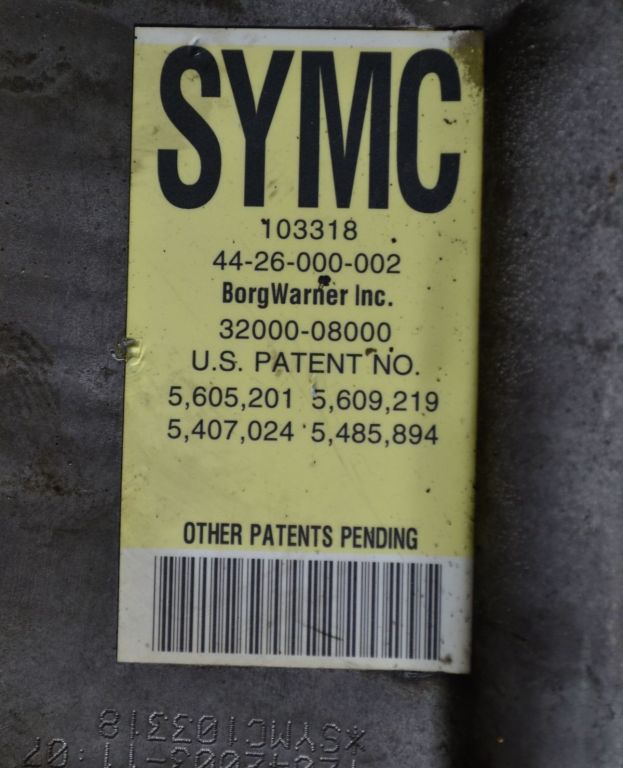 SYMC
103318
44-26-000-002
BorgWarner Inc.
32000-08000
U.S. PATENT NO.
5,605,201 5,609,219
5,407,024 5,485,894
OTHER PATENTS PENDING
*SYMC103318